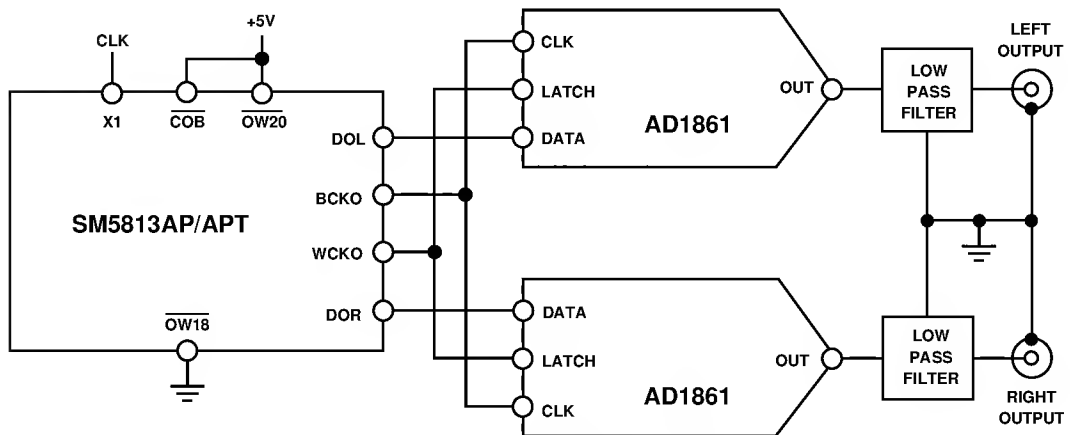 +5V
CLK
X1
COB
OW20
DOL
BCKO
WCKO
DOR
SM5813AP/APT
OW18
CLK
LATCH
DATA
AD1861
OUT
LOW
PASS
FILTER
LEFT
OUTPUT
DATA
LATCH
CLK
AD1861
OUT
LOW
PASS
FILTER
RIGHT
OUTPUT